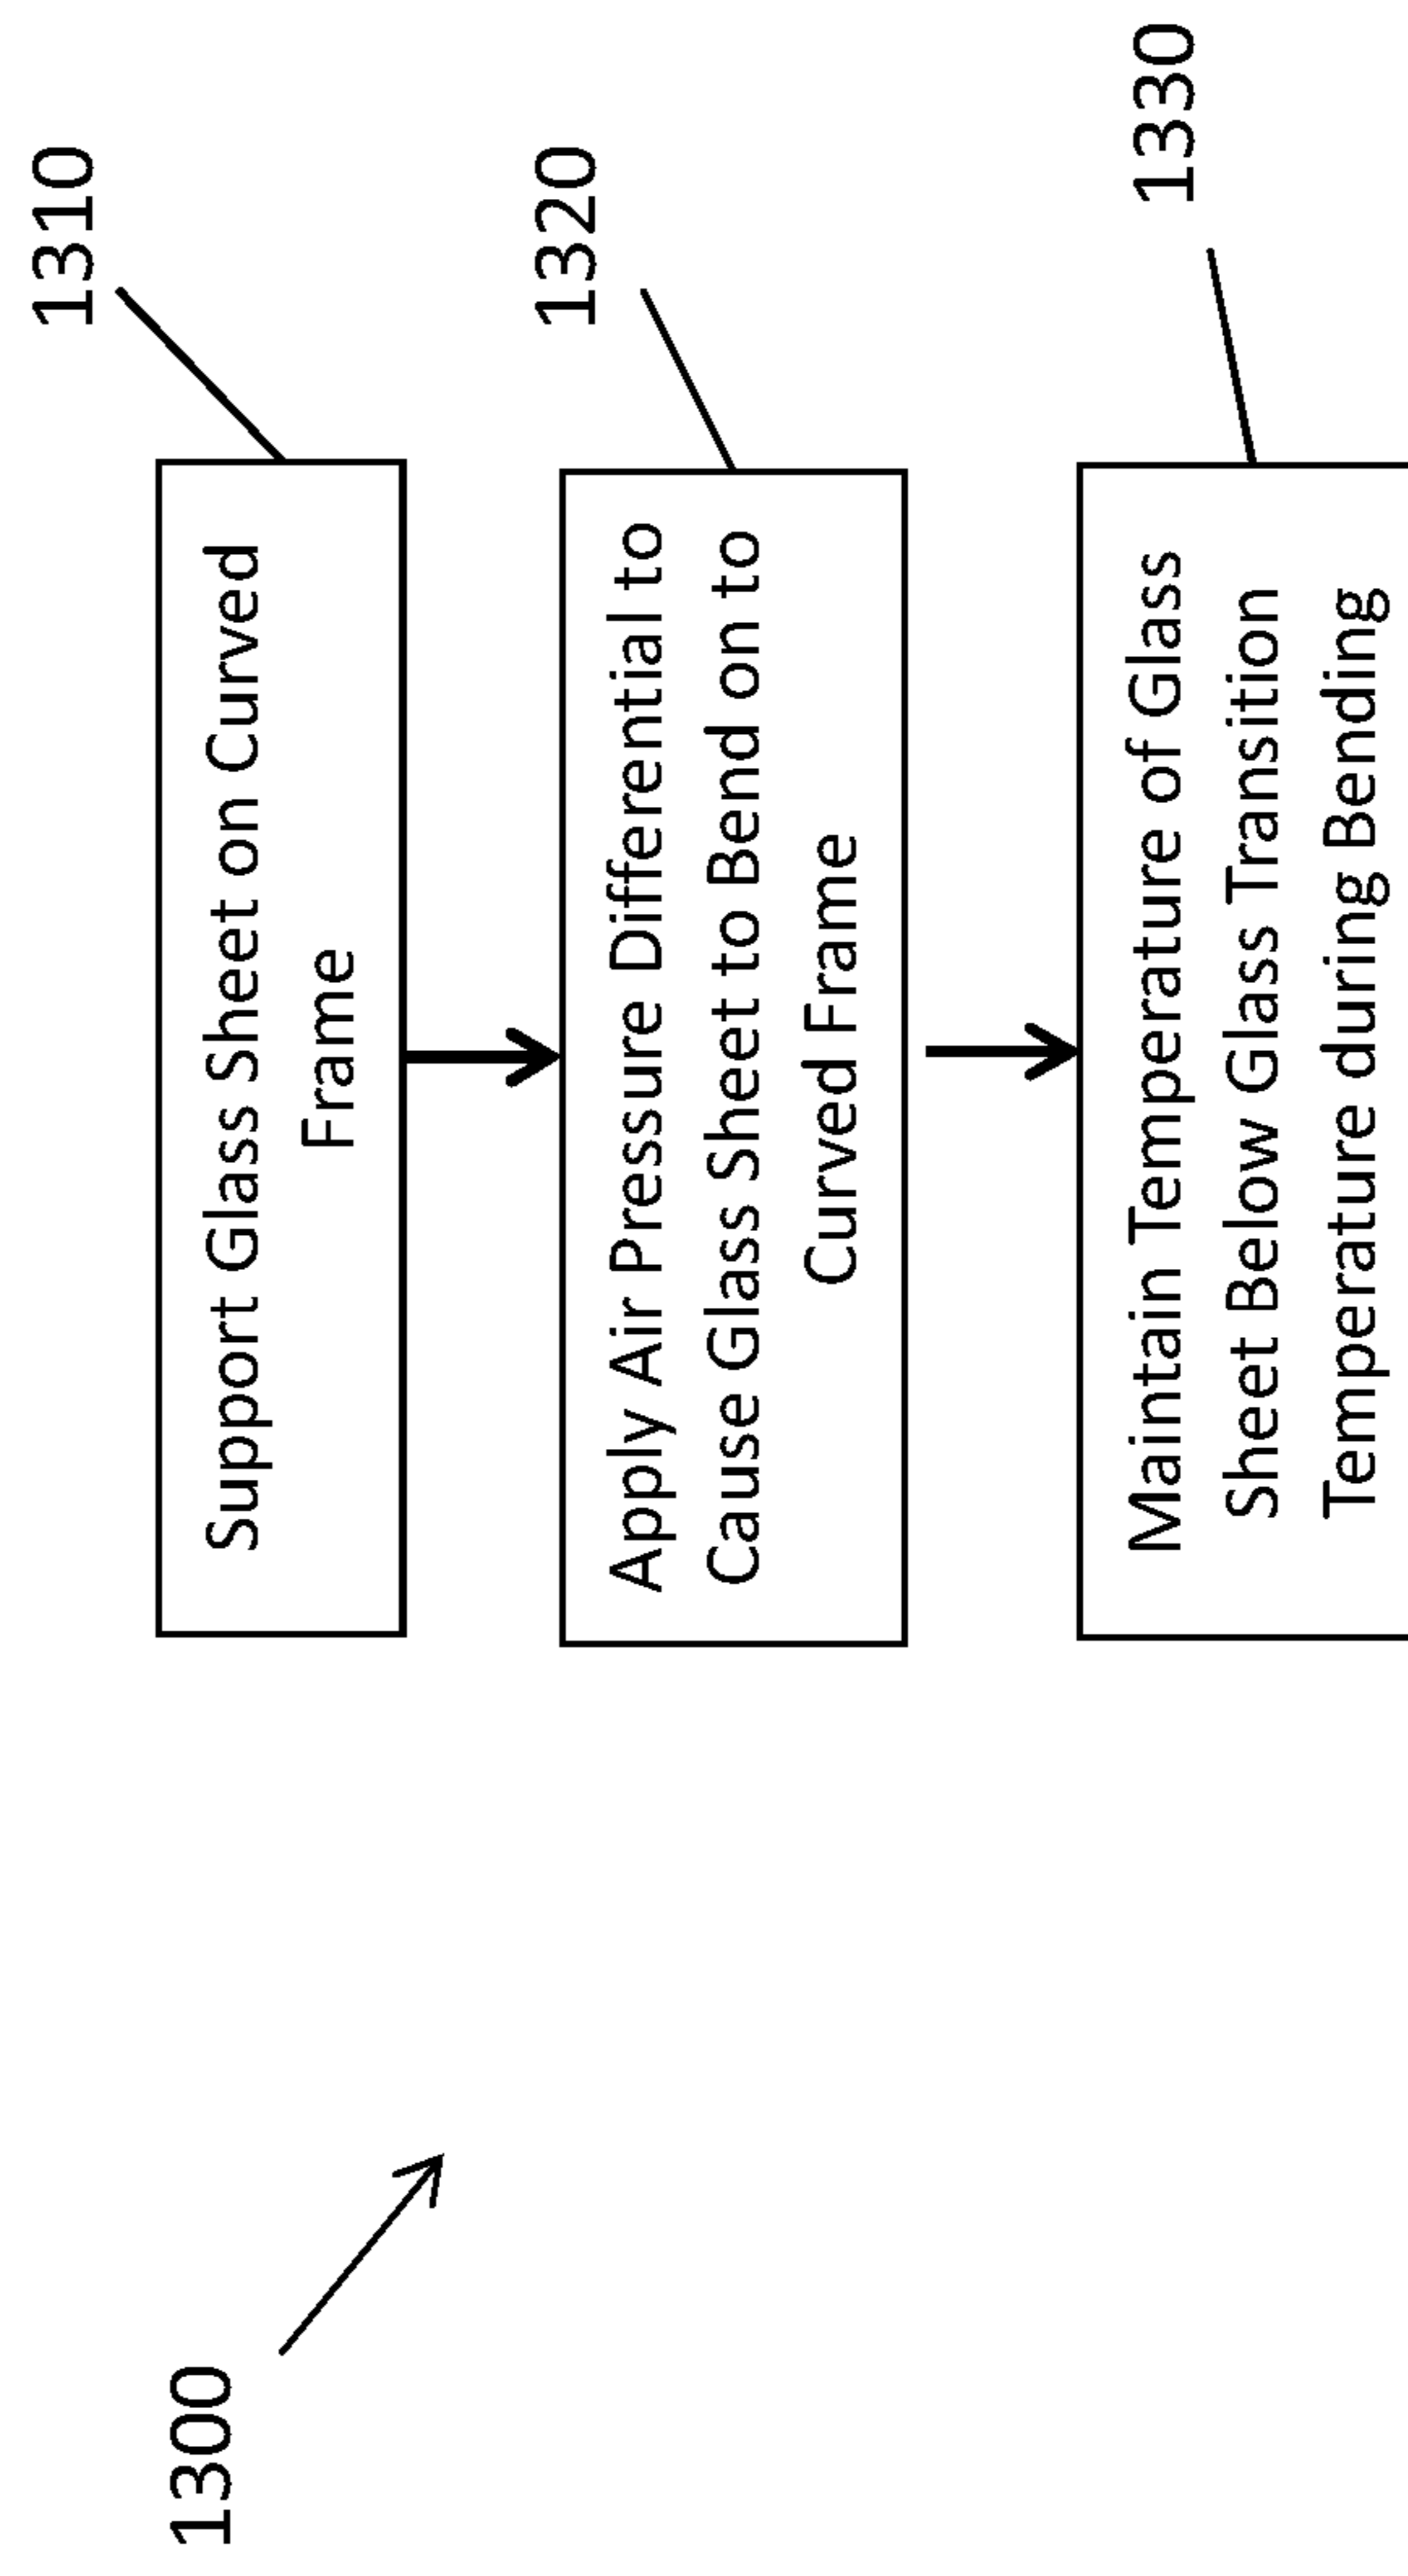 1300
1310
Support Glass Sheet on Curved
Frame
1320
Apply Air Pressure Differential to
Cause Glass Sheet to Bend on to
Curved Frame
1330
Maintain Temperature of Glass
Sheet Below Glass Transition
Temperature during Bending